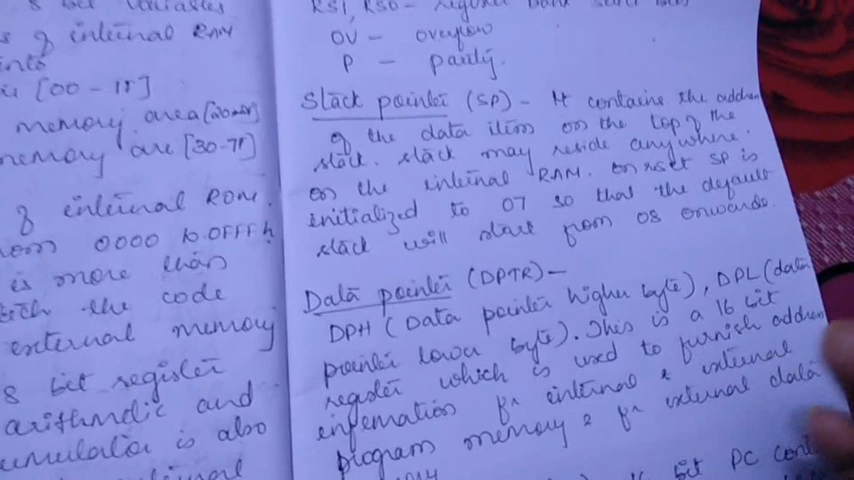 8 bit variables
s of internal RAM
into
[00 - 1F]
memory area [20
memory are [30-7F]
of internal ROM.
0000 to 0FFF h
is more than
with the code
external memory
8 bit register
arithmetic and
cumulator is also
RS1, RS0 - register bank select bits
OV - overflow
P - parity.
Stack pointer (SP) - It contains the address
of the data item on the top of the
stack. stack may reside anywhere
on the internal RAM. on reset SP is
initialized to 07 so that the default
stack will start from 08 onwards.
Data pointer (DPTR) -
DPH (Data pointer higher byte), DPL (data
pointer lower byte). This is a 16 bit
register which is used to furnish address
information for internal & external
program memory & for external data
16 bit PC cont